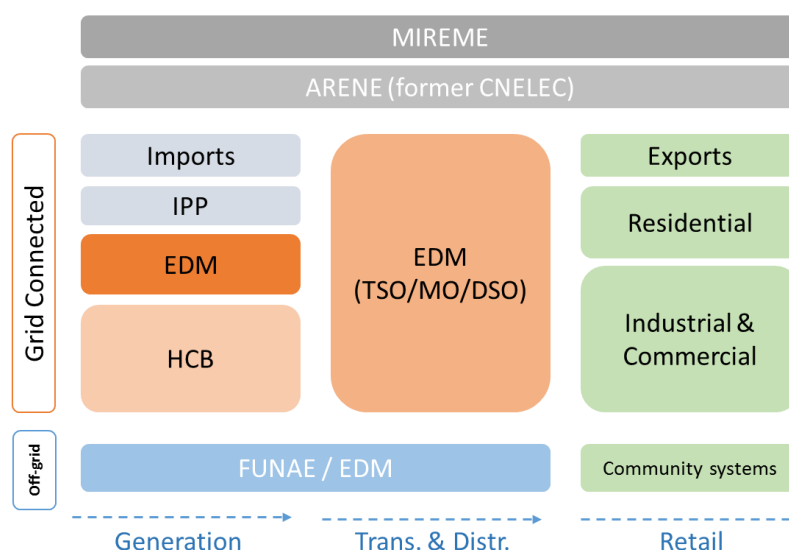 MIREME
ARENE (former CNELEC)
Grid Connected
Imports
IPP
EDM
HCB
EDM
(TSO/MO/DSO)
Exports
Residential
Industrial &
Commercial
Off-grid
FUNAE / EDM
Community systems
Generation
Trans. & Distr.
Retail